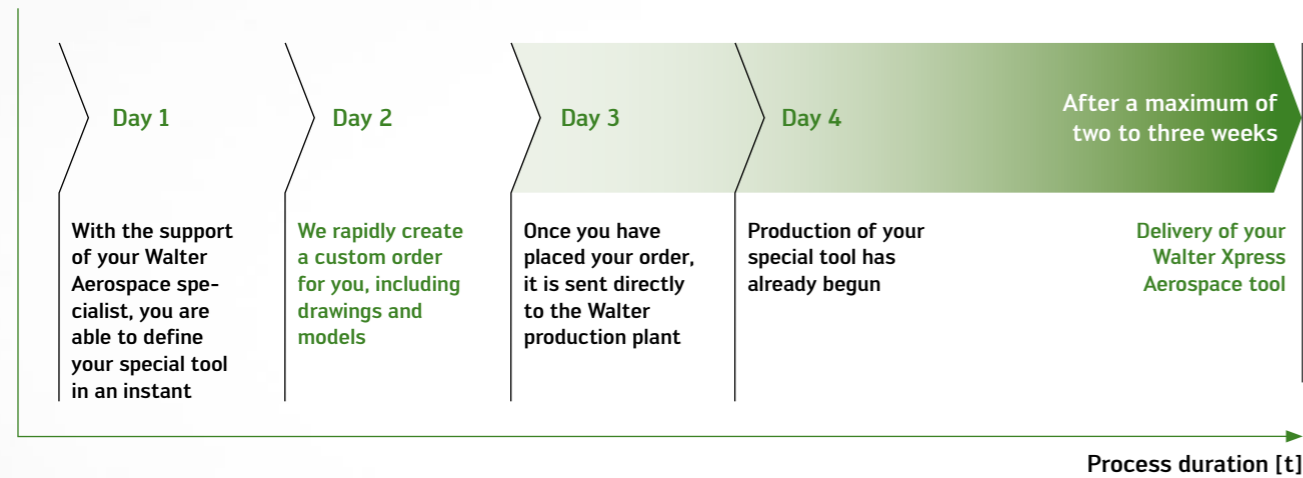 Day 1
Day 2
Day 3
Day 4
After a maximum of
two to three weeks
With the support
of your Walter
Aerospace spe-
cialist, you are
able to define
your special tool
in an instant
We rapidly create
a custom order
for you, including
drawings and
models
Once you have
placed your order,
it is sent directly
to the Walter
production plant
Production of your
special tool has
already begun
Delivery of your
Walter Xpress
Aerospace tool
Process duration [t]